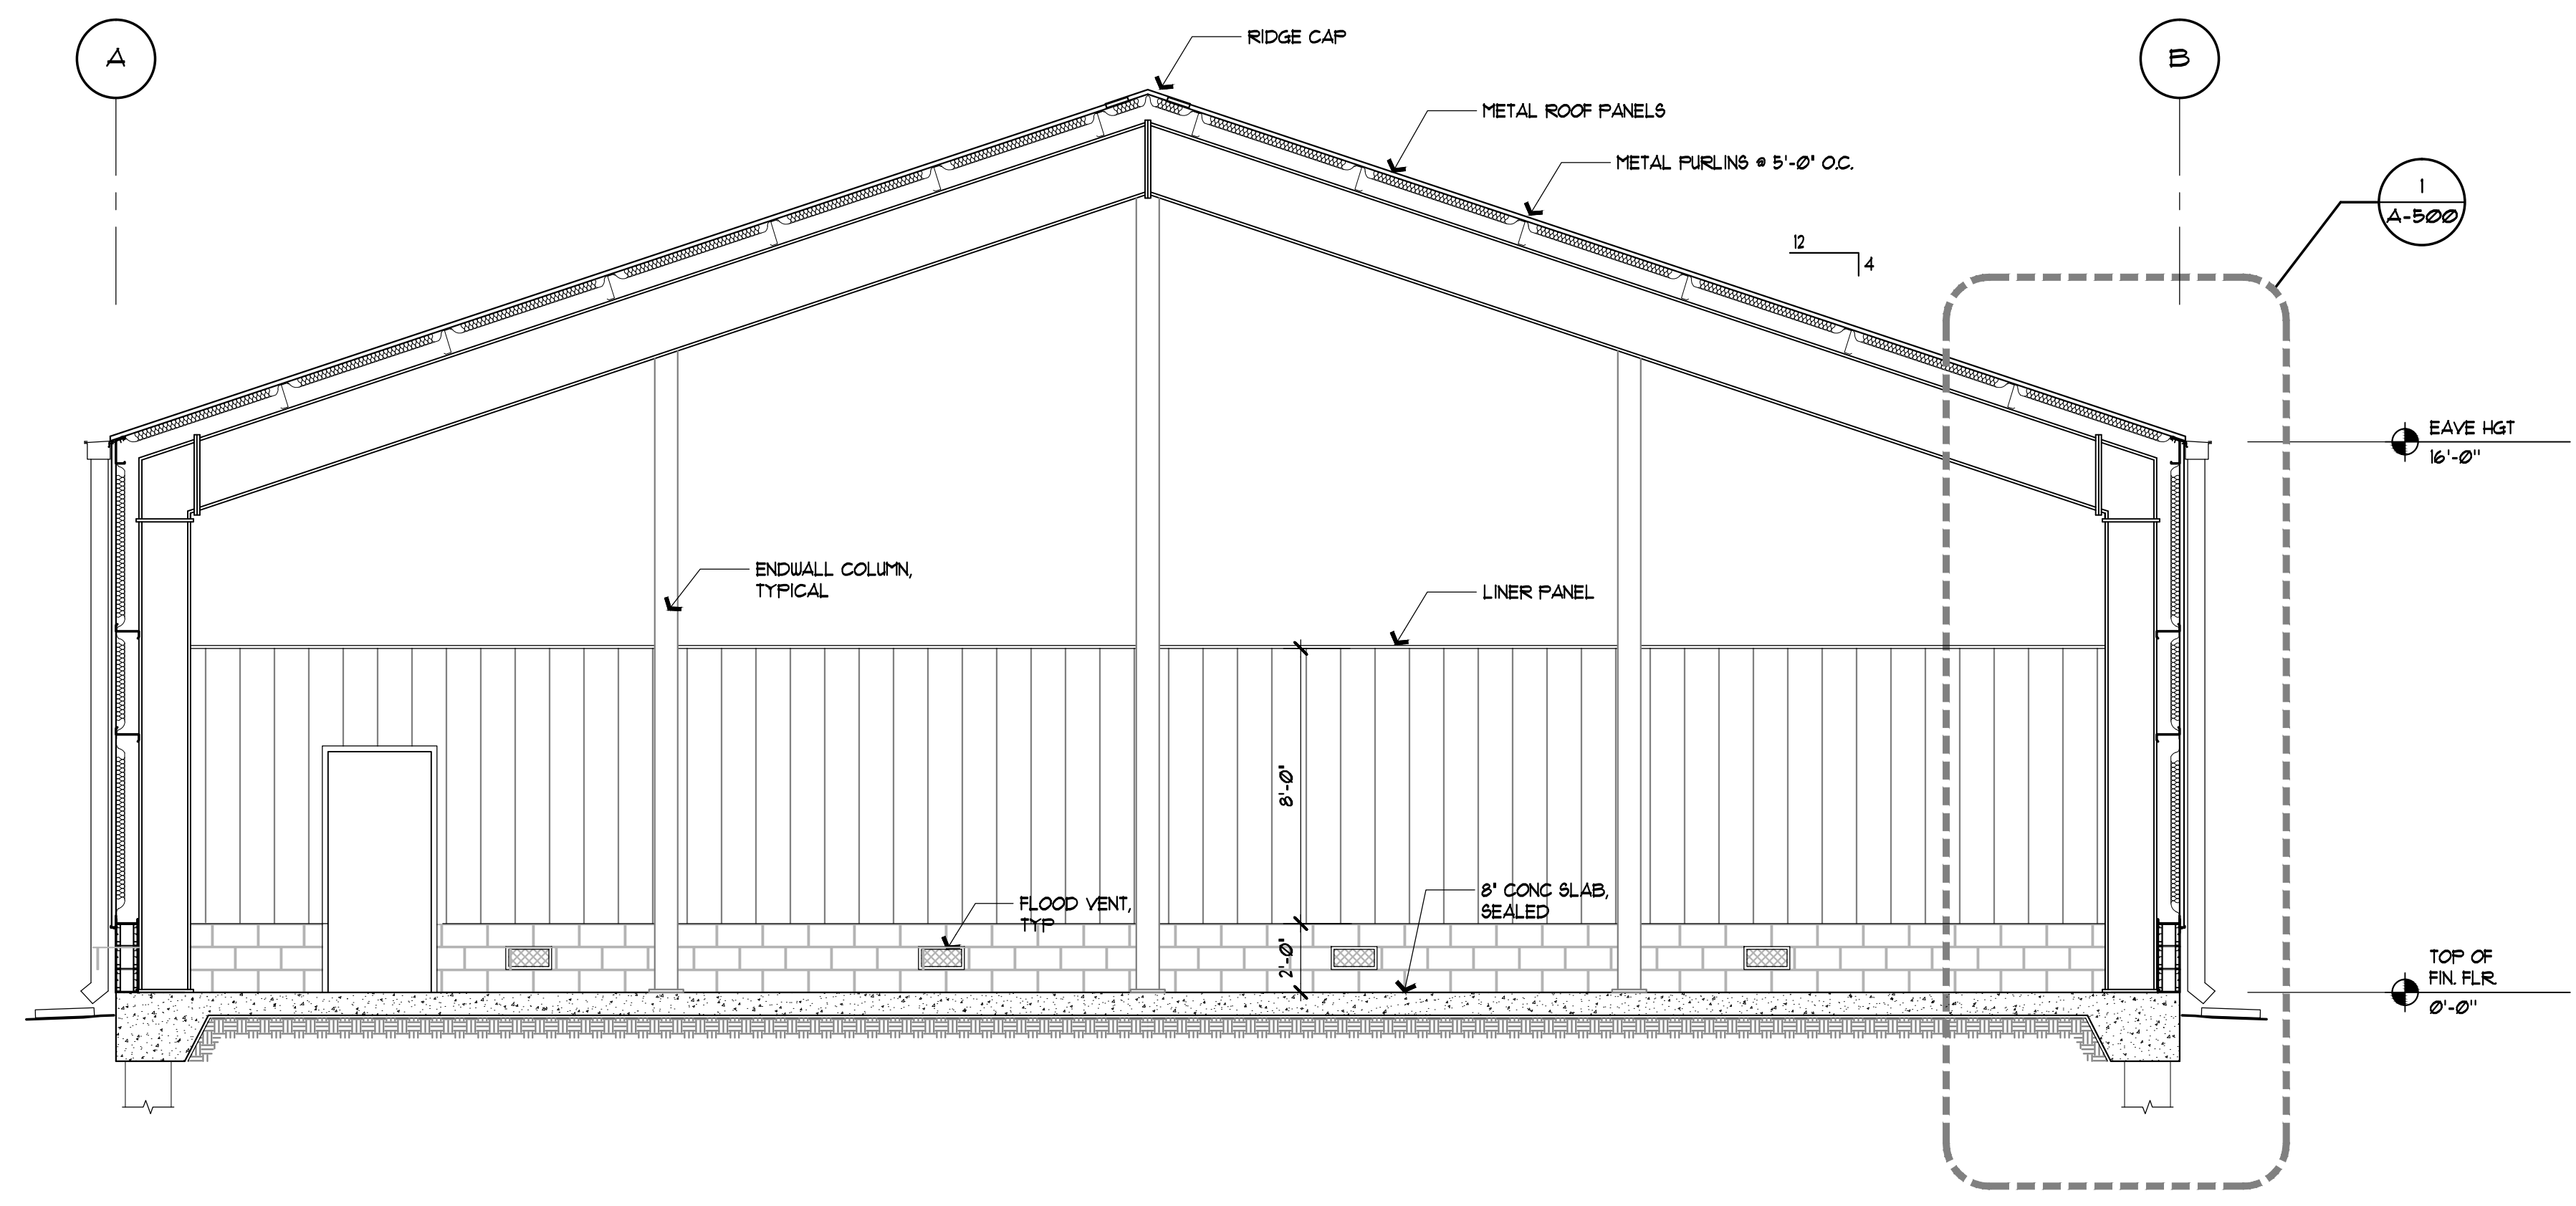 A
RIDGE CAP
B
METAL ROOF PANELS
METAL PURLINS @ 5'-0" O.C.
1
A-500
12
4
EAVE HGT
16'-0"
ENDWALL COLUMN,
TYPICAL
LINER PANEL
8'-0"
FLOOD VENT,
TYP
8" CONC SLAB,
SEALED
2'-0"
TOP OF
FIN. FLR.
0'-0"